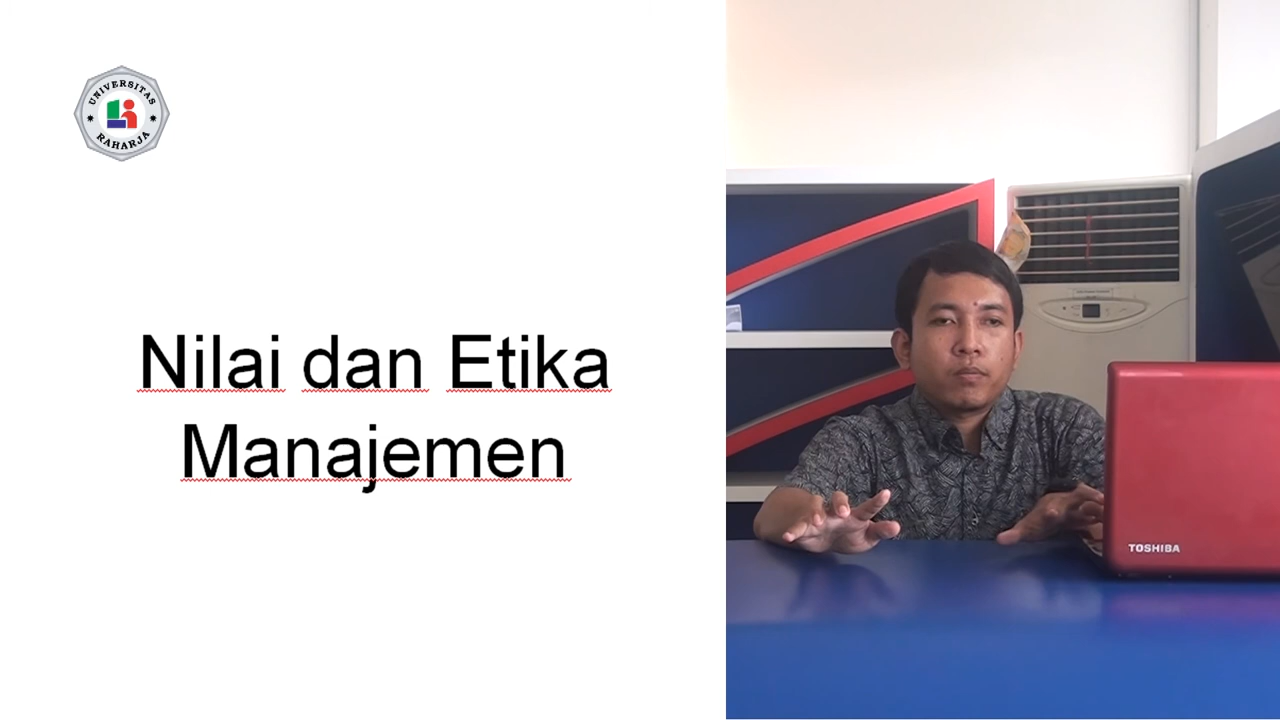 UNIVERSITAS
RAHARJA
Nilai dan Etika
Manajemen
TOSHIBA